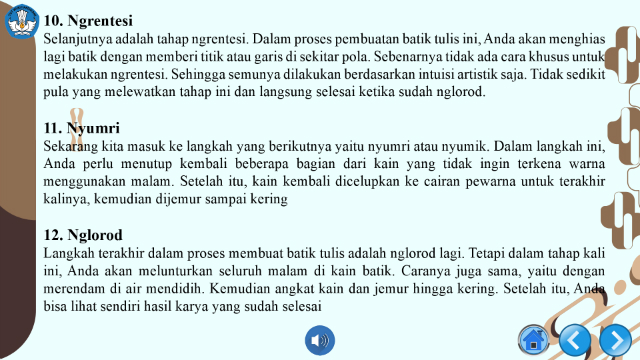 10. Ngrentesi
Selanjutnya adalah tahap ngrentesi. Dalam proses pembuatan batik tulis ini, Anda akan menghias
lagi batik dengan memberi titik atau garis di sekitar pola. Sebenarnya tidak ada cara khusus untuk
melakukan ngrentesi. Sehingga semunya dilakukan berdasarkan intuisi artistik saja. Tidak sedikit
pula yang melewatkan tahap ini dan langsung selesai ketika sudah nglorod.
11. Nyumri
Sekarang kita masuk ke langkah yang berikutnya yaitu nyumri atau nyumik. Dalam langkah ini,
Anda perlu menutup kembali beberapa bagian dari kain yang tidak ingin terkena warna
menggunakan malam. Setelah itu, kain kembali dicelupkan ke cairan pewarna untuk terakhir
kalinya, kemudian dijemur sampai kering
12. Nglorod
Langkah terakhir dalam proses membuat batik tulis adalah nglorod lagi. Tetapi dalam tahap kali
ini, Anda akan melunturkan seluruh malam di kain batik. Caranya juga sama, yaitu dengan
merendam di air mendidih. Kemudian angkat kain dan jemur hingga kering. Setelah itu, Anda
bisa lihat sendiri hasil karya yang sudah selesai